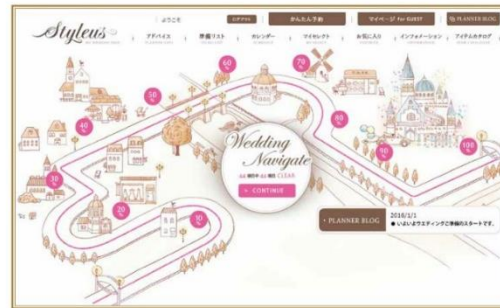 ようこそ
かんたん予約
マイページ for GUEST
PLANNER BLOG
Styleus
アドバイス
準備リスト
カレンダー
マイセレクト
お気に入り
インフォメーション
アイテムカタログ
10
20
30
40
50
60
70
80
90
100
Wedding
Navigate
CLEAR
CONTINUE
PLANNER BLOG
2016/1/1
● いよいよウエディングご準備のスタートです。